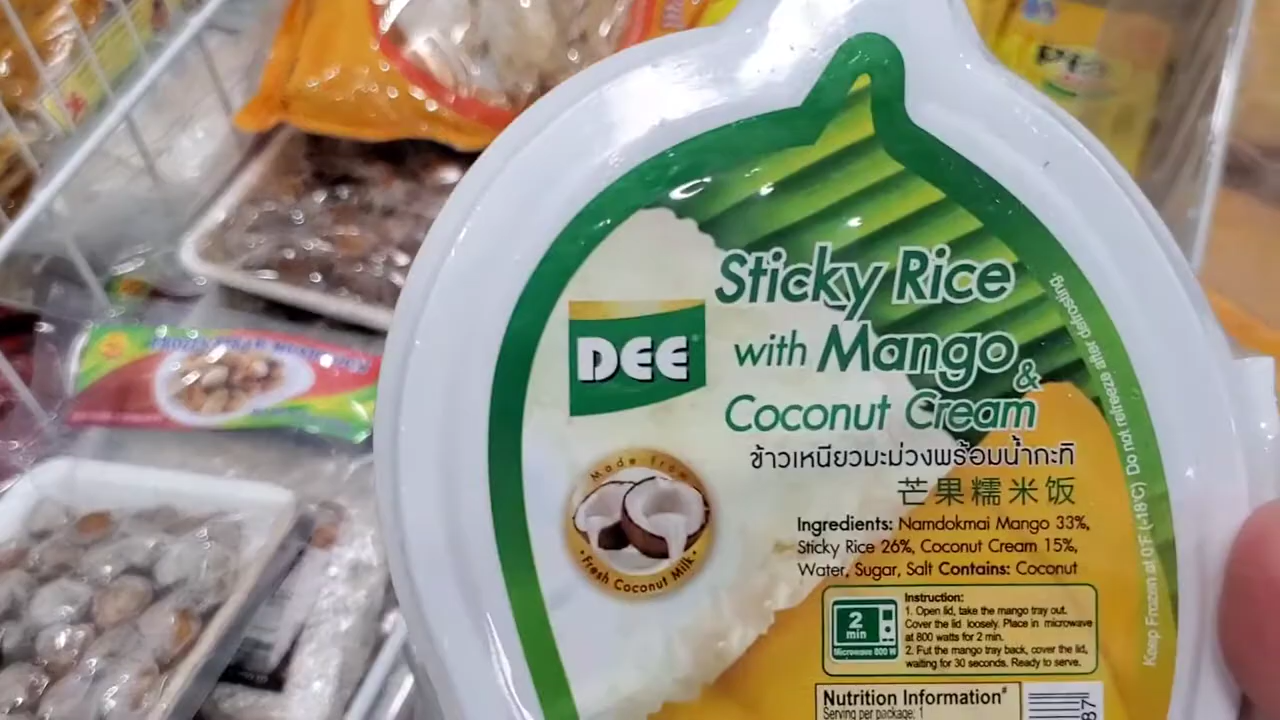 DEE
Sticky Rice
with Mango
&
Coconut Cream
ข้าวเหนียวมะม่วงพร้อมน้ำกะทิ
芒果糯米饭
Made From
Fresh Coconut Milk
Ingredients: Namdokmai Mango 33%,
Sticky Rice 26%, Coconut Cream 15%,
Water, Sugar, Salt Contains: Coconut
2
min
Microwave 800 W
Instruction:
1. Open lid, take the mango tray out.
Cover the lid loosely. Place in microwave
at 800 watts for 2 min.
2. Fut the mango tray back, cover the lid,
waiting for 30 seconds. Ready to serve.
Nutrition Information#
Serving per package: 1
87
Keep Frozen at 0°F (-18°C) Do not refreeze after defrosting.